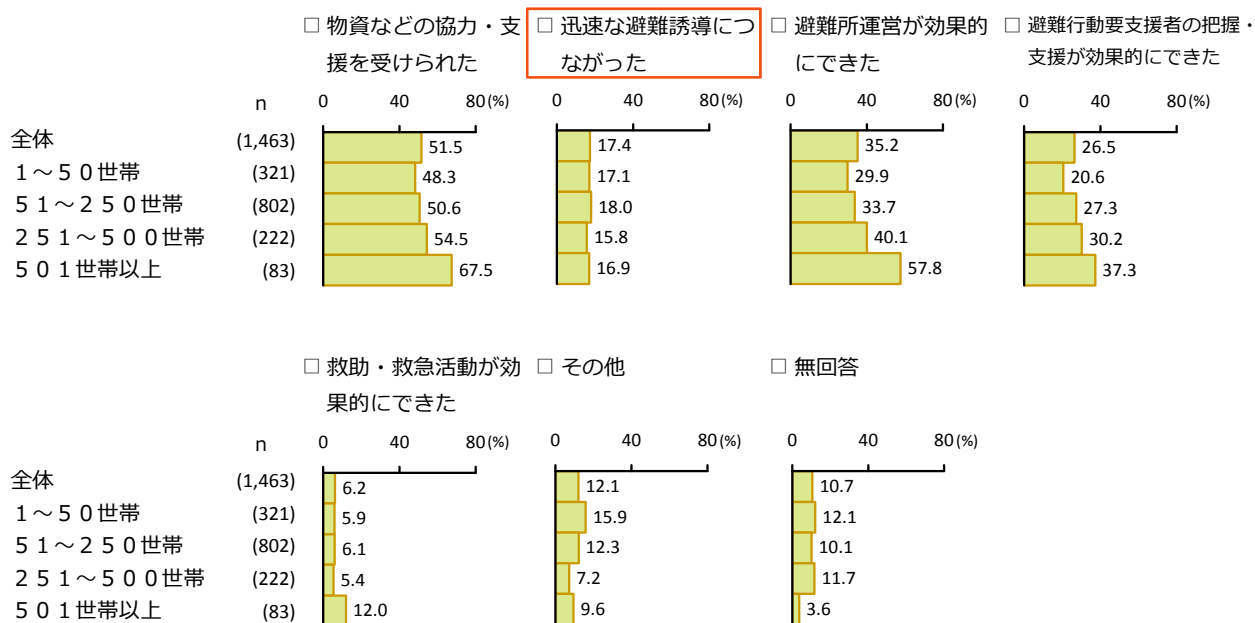 □ 物資などの協力・支
援を受けられた
□ 迅速な避難誘導につ
ながった
□ 避難所運営が効果的
にできた
□ 避難行動要支援者の把握・
支援が効果的にできた
n 0 40 80(%) 0 40 80(%) 0 40 80(%) 0 40 80(%)
全体 (1,463) 51.5 17.4 35.2 26.5
1～50世帯 (321) 48.3 17.1 29.9 20.6
51～250世帯 (802) 50.6 18.0 33.7 27.3
251～500世帯 (222) 54.5 15.8 40.1 30.2
501世帯以上 (83) 67.5 16.9 57.8 37.3
□ 救助・救急活動が効
果的にできた
□ その他
□ 無回答
n 0 40 80(%) 0 40 80(%) 0 40 80(%)
全体 (1,463) 6.2 12.1 10.7
1～50世帯 (321) 5.9 15.9 12.1
51～250世帯 (802) 6.1 12.3 10.1
251～500世帯 (222) 5.4 7.2 11.7
501世帯以上 (83) 12.0 9.6 3.6